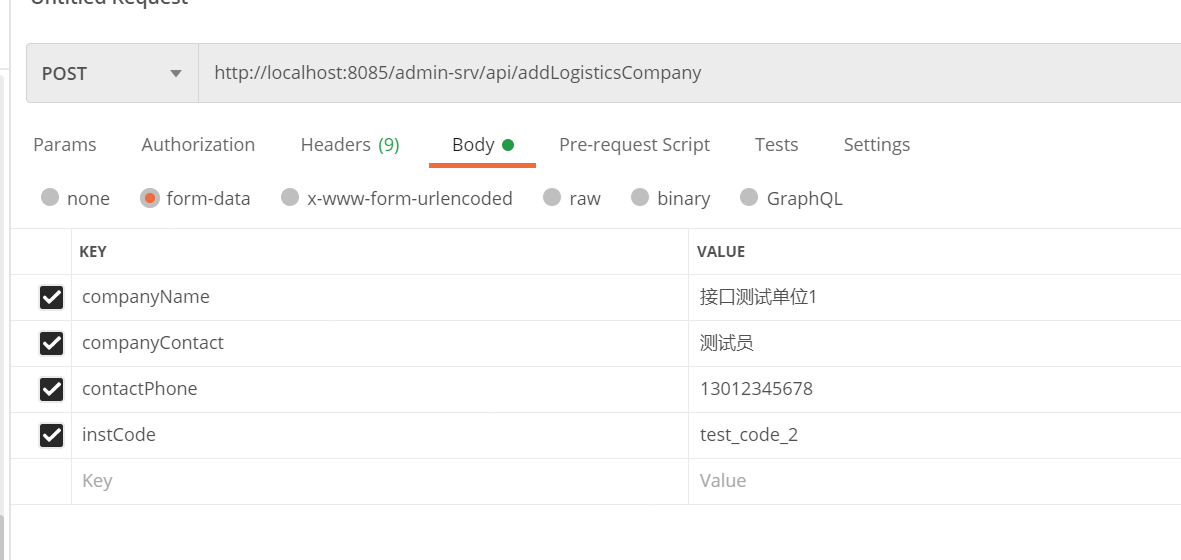 Untitled Request
POST http://localhost:8085/admin-srv/api/addLogisticsCompany
Params Authorization Headers (9) Body Pre-request Script Tests Settings
none form-data x-www-form-urlencoded raw binary GraphQL
KEY VALUE
companyName 接口测试单位1
companyContact 测试员
contactPhone 13012345678
instCode test_code_2
Key Value